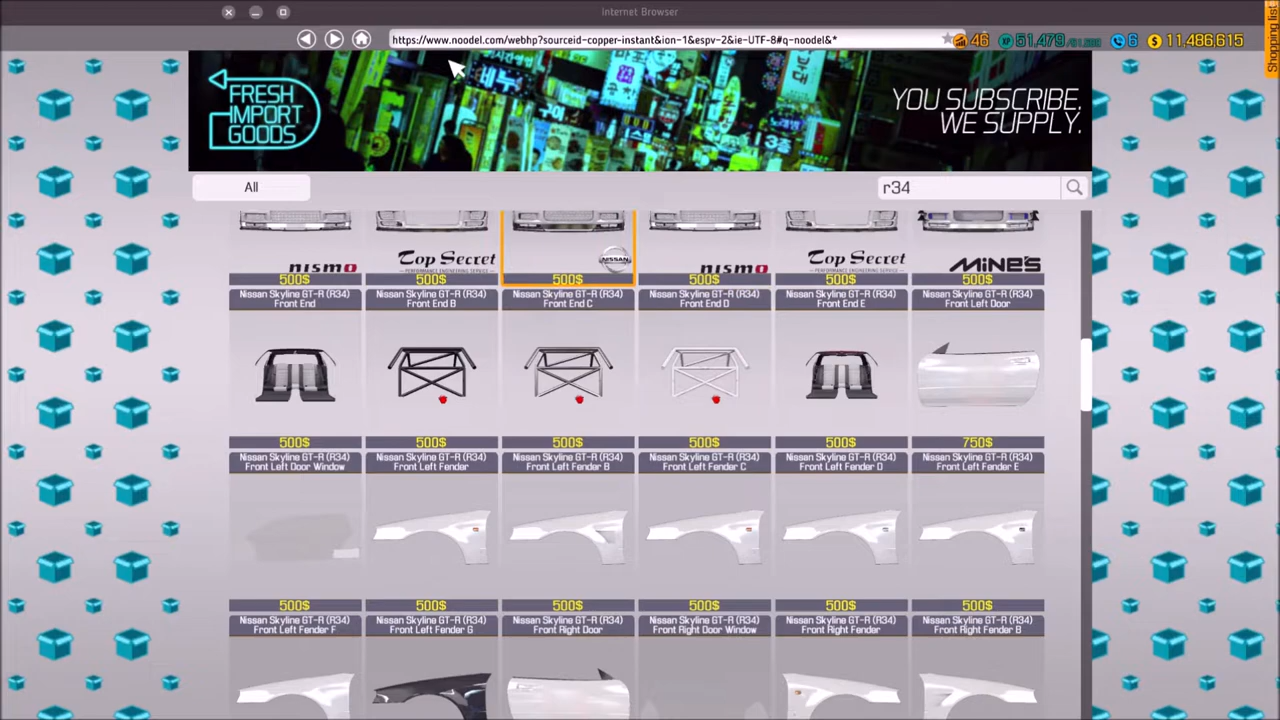 Internet Browser
https://www.noodel.com/webhp?sourceid-copper-instant&ion-1&espv-2&ie-UTF-8#q-noodel&*
46
51,479
6
11,486,615
Shopping list
FRESH
IMPORT
GOODS
YOU SUBSCRIBE.
WE SUPPLY.
All
r34
nismo
Top Secret
PERFORMANCE ENGINEERING SERVICE
NISSAN
nismo
Top Secret
PERFORMANCE ENGINEERING SERVICE
MINE'S
500$ 500$ 500$ 500$ 500$ 500$
Nissan Skyline GT-R (R34)
Front End
Nissan Skyline GT-R (R34)
Front End B
Nissan Skyline GT-R (R34)
Front End C
Nissan Skyline GT-R (R34)
Front End D
Nissan Skyline GT-R (R34)
Front End E
Nissan Skyline GT-R (R34)
Front Left Door
500$ 500$ 500$ 500$ 500$ 750$
Nissan Skyline GT-R (R34)
Front Left Door Window
Nissan Skyline GT-R (R34)
Front Left Fender
Nissan Skyline GT-R (R34)
Front Left Fender B
Nissan Skyline GT-R (R34)
Front Left Fender C
Nissan Skyline GT-R (R34)
Front Left Fender D
Nissan Skyline GT-R (R34)
Front Left Fender E
500$ 500$ 500$ 500$ 500$ 500$
Nissan Skyline GT-R (R34)
Front Left Fender F
Nissan Skyline GT-R (R34)
Front Left Fender G
Nissan Skyline GT-R (R34)
Front Right Door
Nissan Skyline GT-R (R34)
Front Right Door Window
Nissan Skyline GT-R (R34)
Front Right Fender
Nissan Skyline GT-R (R34)
Front Right Fender B